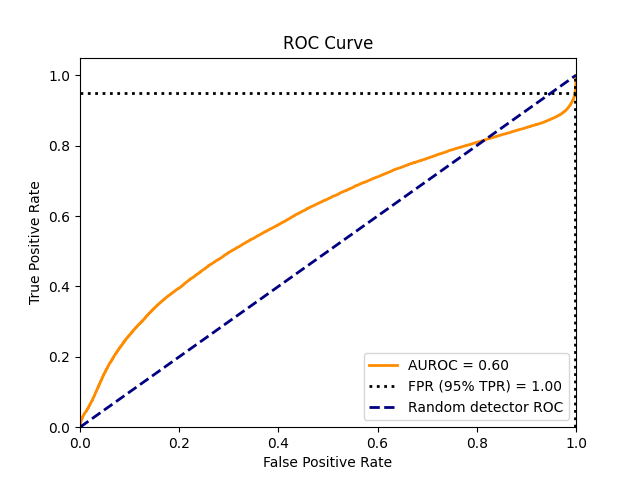 ROC Curve
True Positive Rate
1.0
0.8
0.6
0.4
0.2
0.0
AUROC = 0.60
FPR (95% TPR) = 1.00
Random detector ROC
0.0 0.2 0.4 0.6 0.8 1.0
False Positive Rate